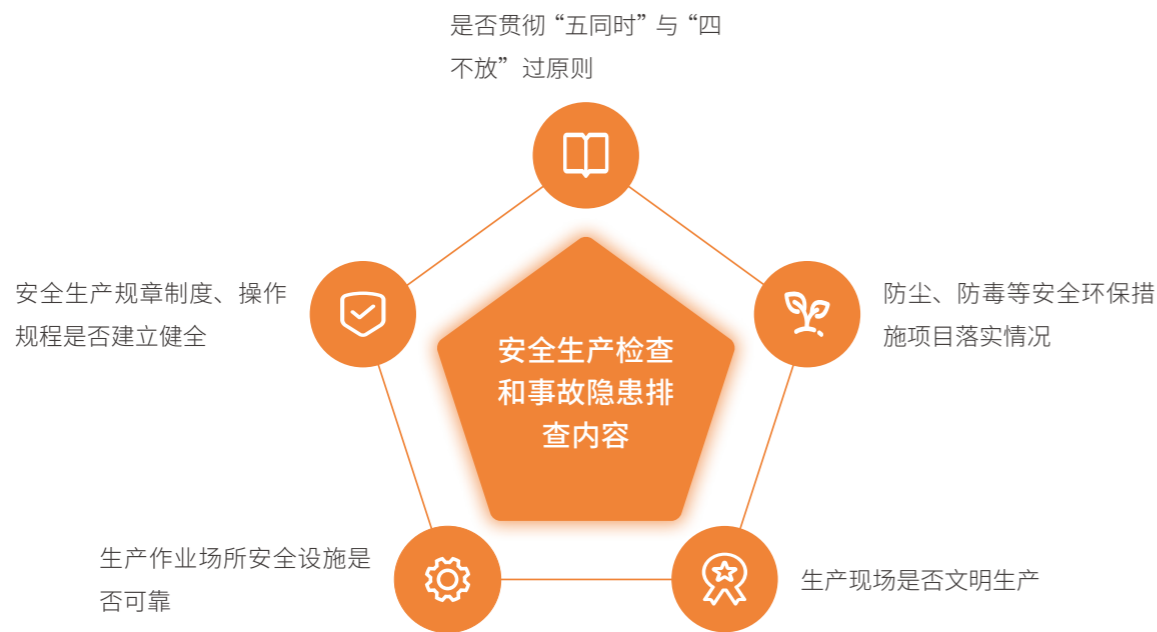 是否贯彻“五同时”与“四
不放”过原则
安全生产规章制度、操作
规程是否建立健全
防尘、防毒等安全环保措
施项目落实情况
安全生产检查
和事故隐患排
查内容
生产作业场所安全设施是
否可靠
生产现场是否文明生产